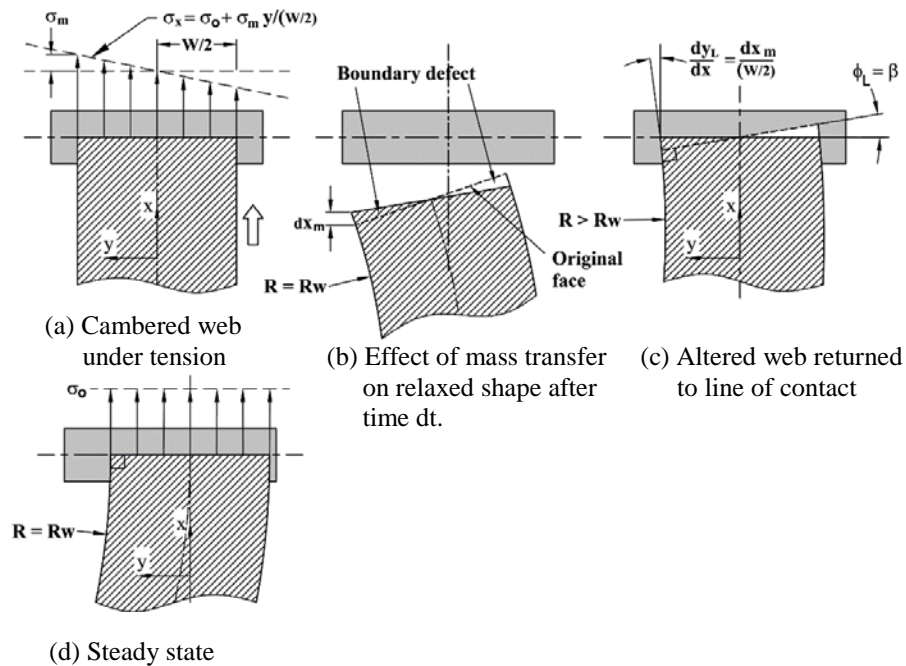 σm
σx = σo + σm y/(W/2)
W/2
x
y
(a) Cambered web
under tension
Boundary defect
dxm
R = Rw
Original
face
(b) Effect of mass transfer
on relaxed shape after
time dt.
dyL/dx = dxm/(W/2)
ϕL = β
R > Rw
x
y
(c) Altered web returned
to line of contact
σo
R = Rw
x
y
(d) Steady state